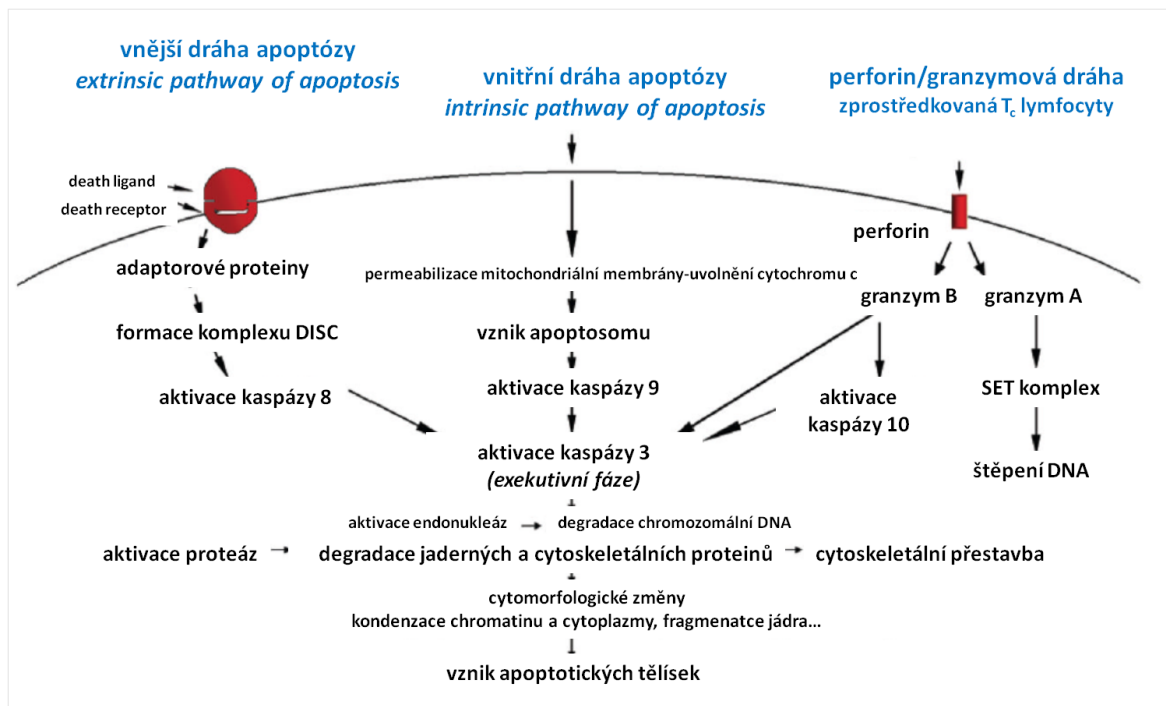 vnější dráha apoptózy
extrinsic pathway of apoptosis
vnitřní dráha apoptózy
intrinsic pathway of apoptosis
perforin/granzymová dráha
zprostředkovaná Tc lymfocyty
death ligand
death receptor
perforin
adaptorové proteiny
permeabilizace mitochondriální membrány-uvolnění cytochromu c
granzym B
granzym A
formace komplexu DISC
vznik apoptosomu
aktivace kaspázy 8
aktivace kaspázy 9
aktivace
kaspázy 10
SET komplex
aktivace kaspázy 3
(exekutivní fáze)
štěpení DNA
aktivace endonukleáz
degradace chromozomální DNA
aktivace proteáz
degradace jaderných a cytoskeletálních proteinů
cytoskeletální přestavba
cytomorfologické změny
kondenzace chromatinu a cytoplazmy, fragmenatce jádra...
vznik apoptotických tělísek